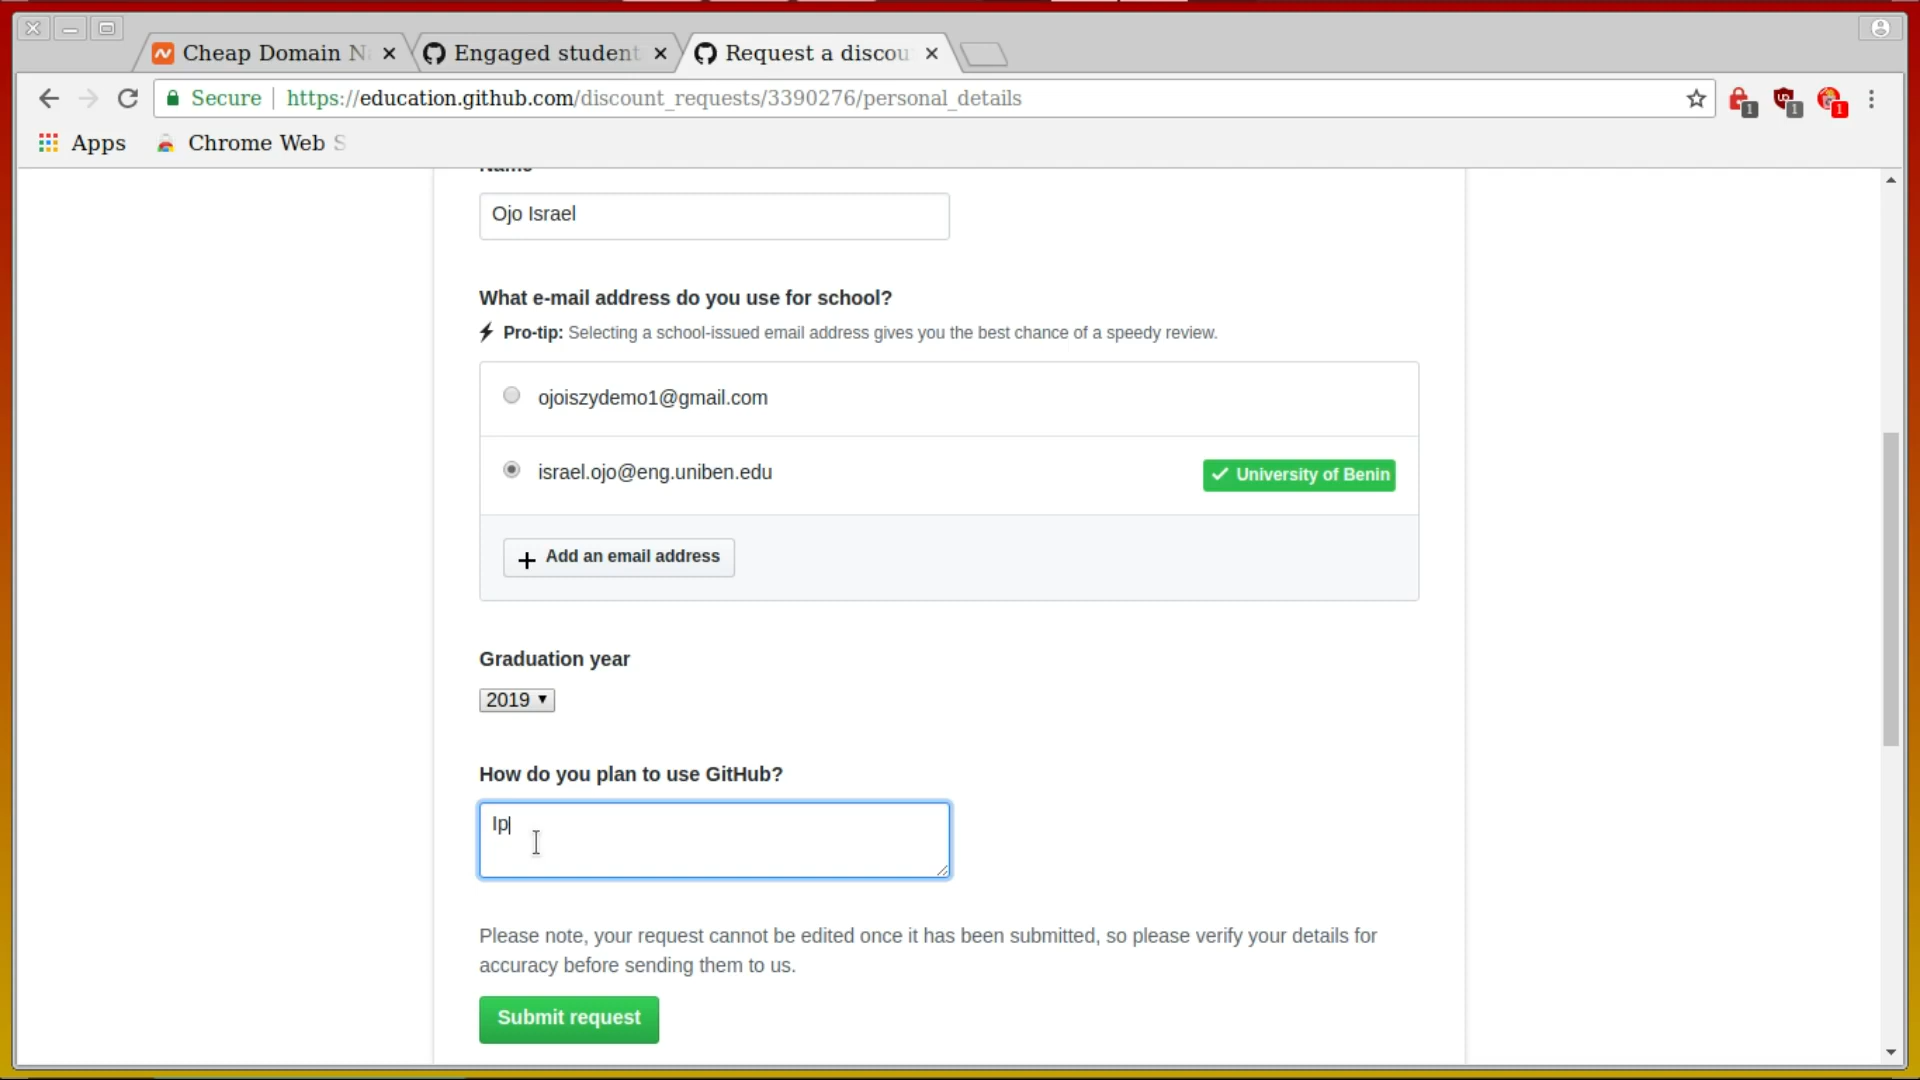 Cheap Domain N
Engaged student
Request a discou
Secure
https://education.github.com/discount_requests/3390276/personal_details
1
1
1
Apps
Chrome Web S
Name
Ojo Israel
What e-mail address do you use for school?
Pro-tip: Selecting a school-issued email address gives you the best chance of a speedy review.
ojoiszydemo1@gmail.com
israel.ojo@eng.uniben.edu
University of Benin
Add an email address
Graduation year
2019
How do you plan to use GitHub?
Ip
Please note, your request cannot be edited once it has been submitted, so please verify your details for
accuracy before sending them to us.
Submit request